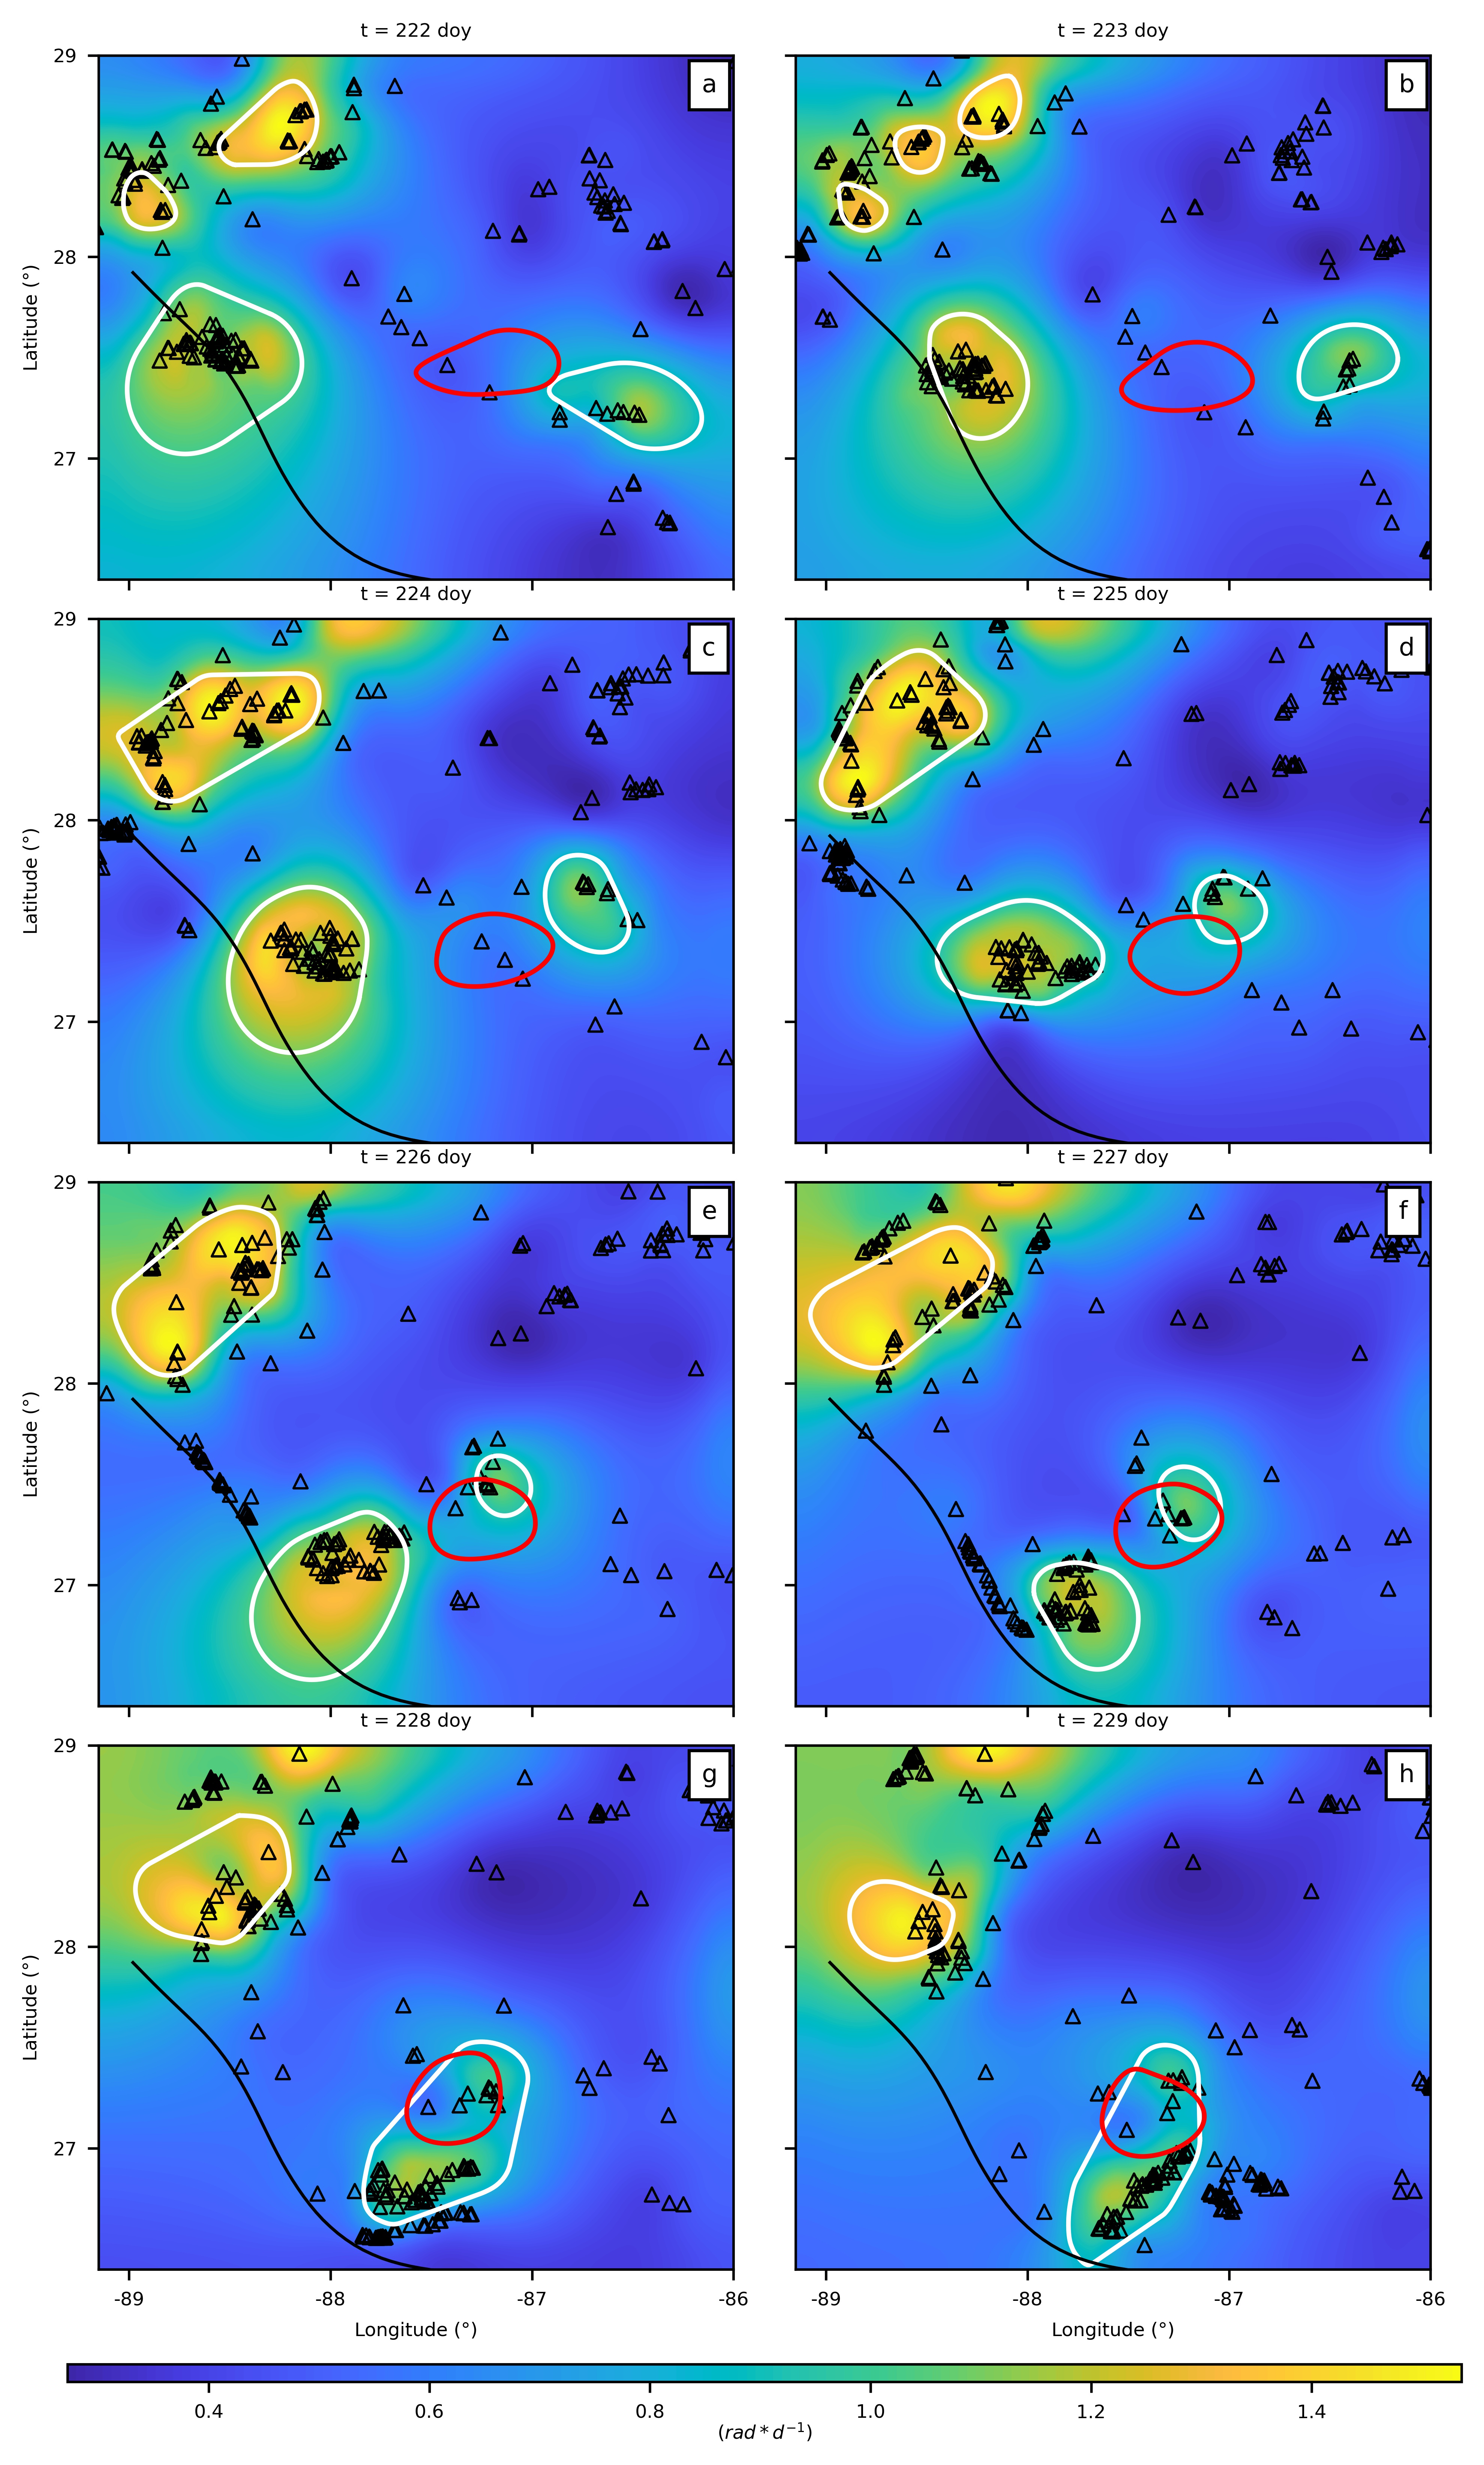 t = 222 doy
t = 223 doy
29
a
b
28
27
Latitude (°)
t = 224 doy
t = 225 doy
29
c
d
28
27
Latitude (°)
t = 226 doy
t = 227 doy
29
e
f
28
27
Latitude (°)
t = 228 doy
t = 229 doy
29
g
h
28
27
Latitude (°)
-89 -88 -87 -86
-89 -88 -87 -86
Longitude (°)
Longitude (°)
0.4 0.6 0.8 1.0 1.2 1.4
(rad * d⁻¹)